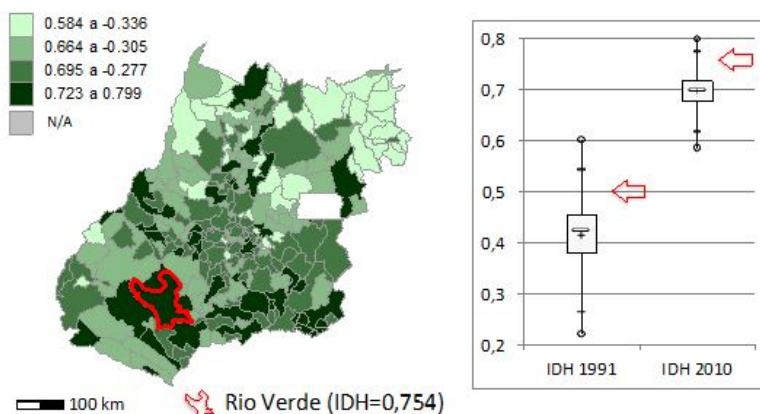 0.584 a -0.336
0.664 a -0.305
0.695 a -0.277
0.723 a 0.799
N/A
100 km
Rio Verde (IDH=0,754)
0,8
0,7
0,6
0,5
0,4
0,3
0,2
IDH 1991
IDH 2010